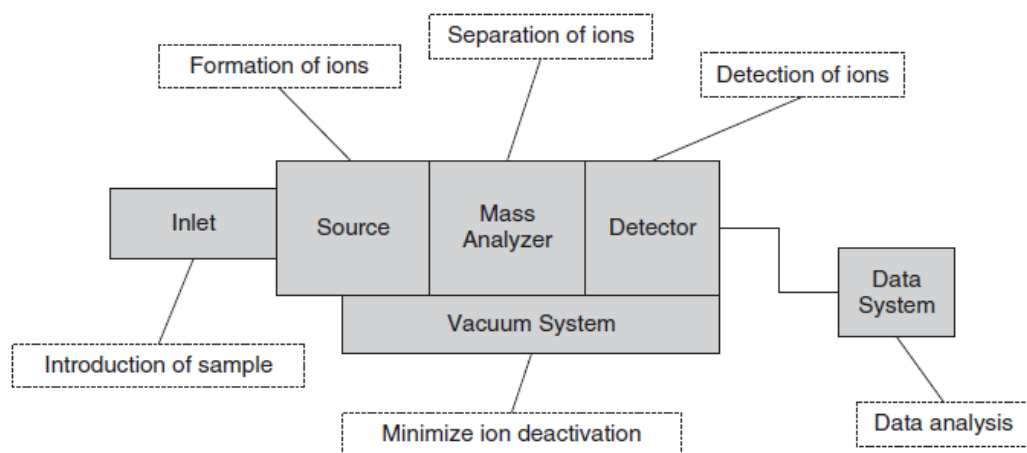 Separation of ions
Formation of ions
Detection of ions
Inlet
Source
Mass
Analyzer
Detector
Data
System
Vacuum System
Introduction of sample
Minimize ion deactivation
Data analysis